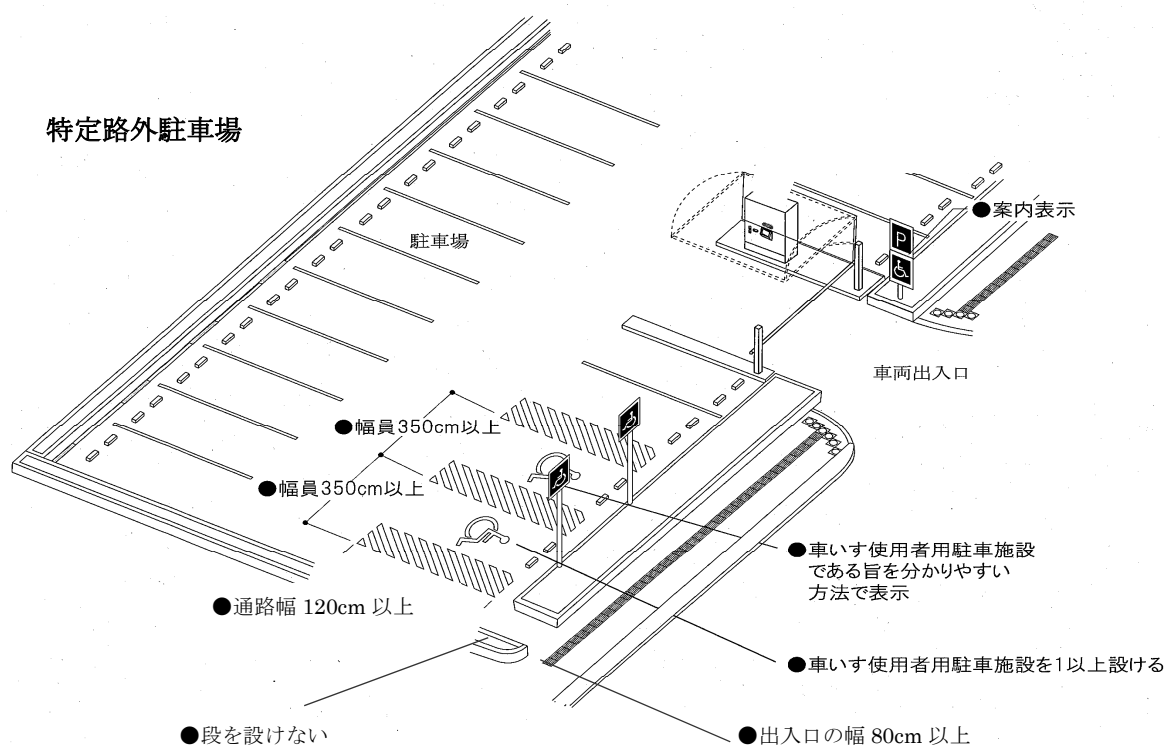 特定路外駐車場
●案内表示
P
駐車場
車両出入口
●幅員350cm以上
●幅員350cm以上
●車いす使用者用駐車施設
である旨を分かりやすい
方法で表示
●通路幅 120cm 以上
●車いす使用者用駐車施設を1以上設ける
●段を設けない
●出入口の幅 80cm 以上